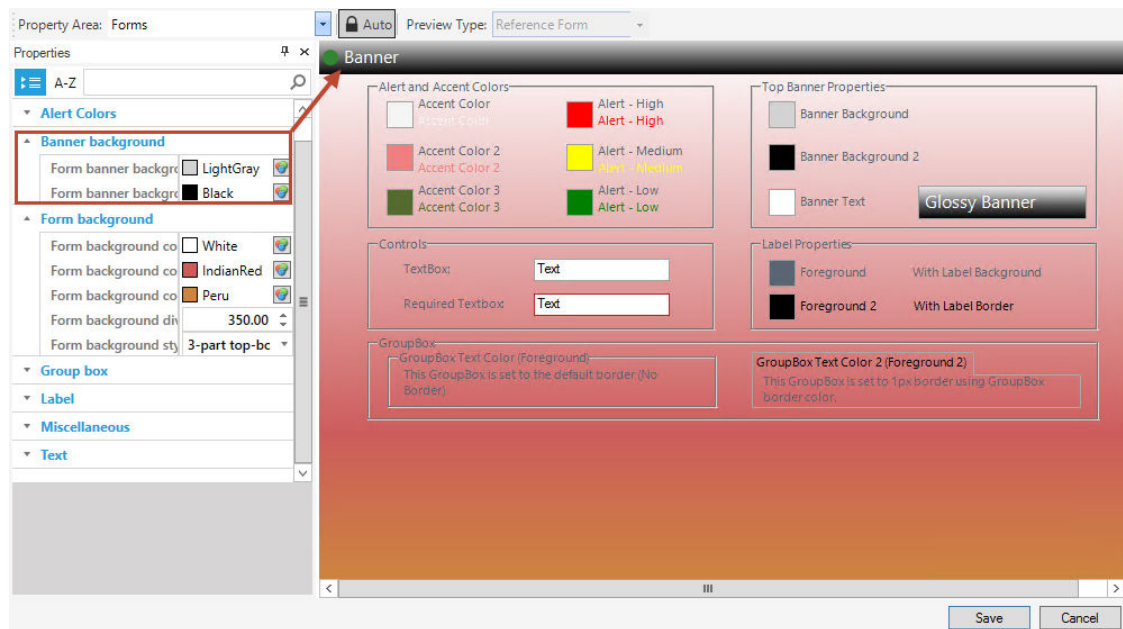 Property Area: Forms
Auto
Preview Type: Reference Form
Properties
A-Z
Alert Colors
Banner background
Form banner backgr LightGray
Form banner backgr Black
Form background
Form background co White
Form background co IndianRed
Form background co Peru
Form background div 350.00
Form background sty 3-part top-bc
Group box
Label
Miscellaneous
Text
Banner
Alert and Accent Colors
Accent Color
Accent Color
Alert - High
Alert - High
Accent Color 2
Accent Color 2
Alert - Medium
Alert - Medium
Accent Color 3
Accent Color 3
Alert - Low
Alert - Low
Top Banner Properties
Banner Background
Banner Background 2
Banner Text
Glossy Banner
Controls
TextBox: Text
Required Textbox Text
Label Properties
Foreground With Label Background
Foreground 2 With Label Border
GroupBox
GroupBox Text Color (Foreground)
This GroupBox is set to the default border (No
Border)
GroupBox Text Color 2 (Foreground 2)
This GroupBox is set to 1px border using GroupBox
border color.
Save Cancel